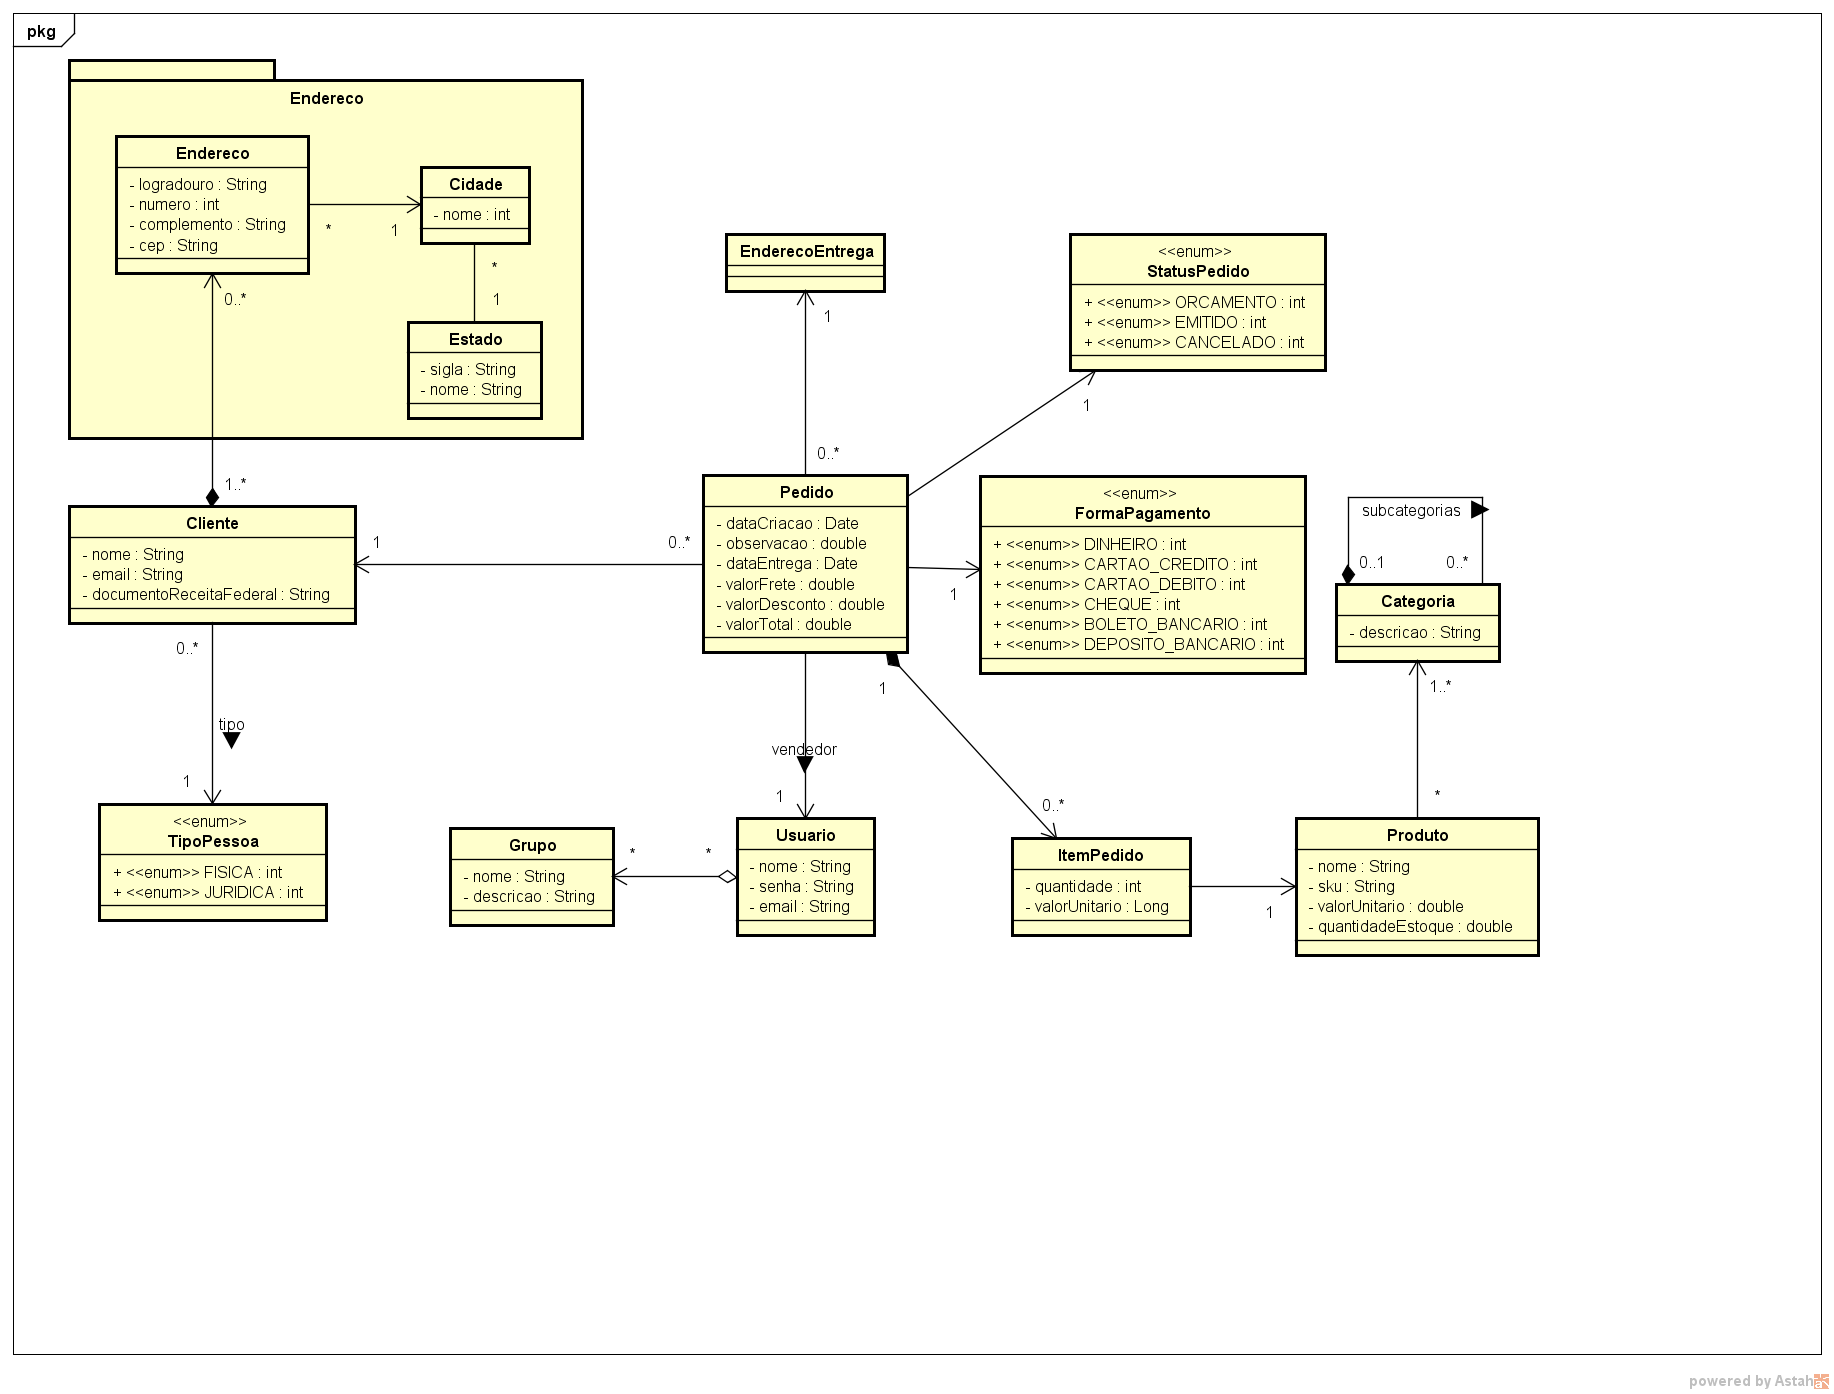 pkg
Endereco
Endereco
- logradouro : String
- numero : int
- complemento : String
- cep : String
*
1
Cidade
- nome : int
*
1
Estado
- sigla : String
- nome : String
0..*
1..*
Cliente
- nome : String
- email : String
- documentoReceitaFederal : String
1
0..*
0..*
tipo
1
<<enum>>
TipoPessoa
+ <<enum>> FISICA : int
+ <<enum>> JURIDICA : int
EnderecoEntrega
1
0..*
Pedido
- dataCriacao : Date
- observacao : double
- dataEntrega : Date
- valorFrete : double
- valorDesconto : double
- valorTotal : double
<<enum>>
StatusPedido
+ <<enum>> ORCAMENTO : int
+ <<enum>> EMITIDO : int
+ <<enum>> CANCELADO : int
1
<<enum>>
FormaPagamento
+ <<enum>> DINHEIRO : int
+ <<enum>> CARTAO_CREDITO : int
+ <<enum>> CARTAO_DEBITO : int
+ <<enum>> CHEQUE : int
+ <<enum>> BOLETO_BANCARIO : int
+ <<enum>> DEPOSITO_BANCARIO : int
1
subcategorias
0..1
0..*
Categoria
- descricao : String
1..*
*
1
vendedor
1
0..*
Grupo
- nome : String
- descricao : String
*
*
Usuario
- nome : String
- senha : String
- email : String
ItemPedido
- quantidade : int
- valorUnitario : Long
1
Produto
- nome : String
- sku : String
- valorUnitario : double
- quantidadeEstoque : double
powered by Astah